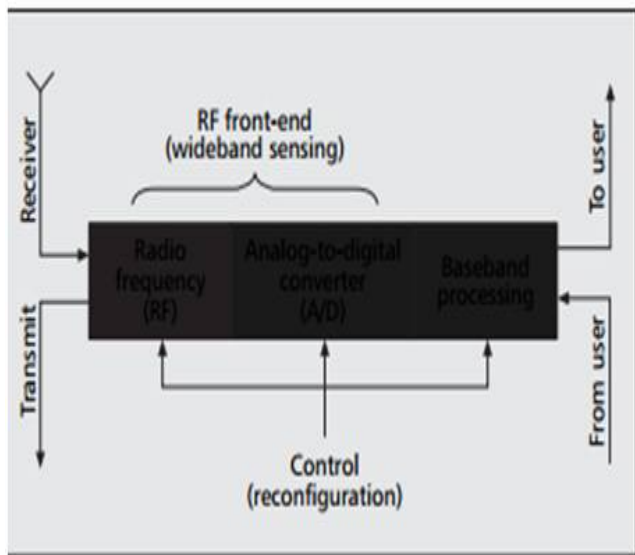 Receiver
RF front-end
(wideband sensing)
To user
Radio
frequency
(RF)
Analog-to-digital
converter
(A/D)
Baseband
processing
Transmit
From user
Control
(reconfiguration)